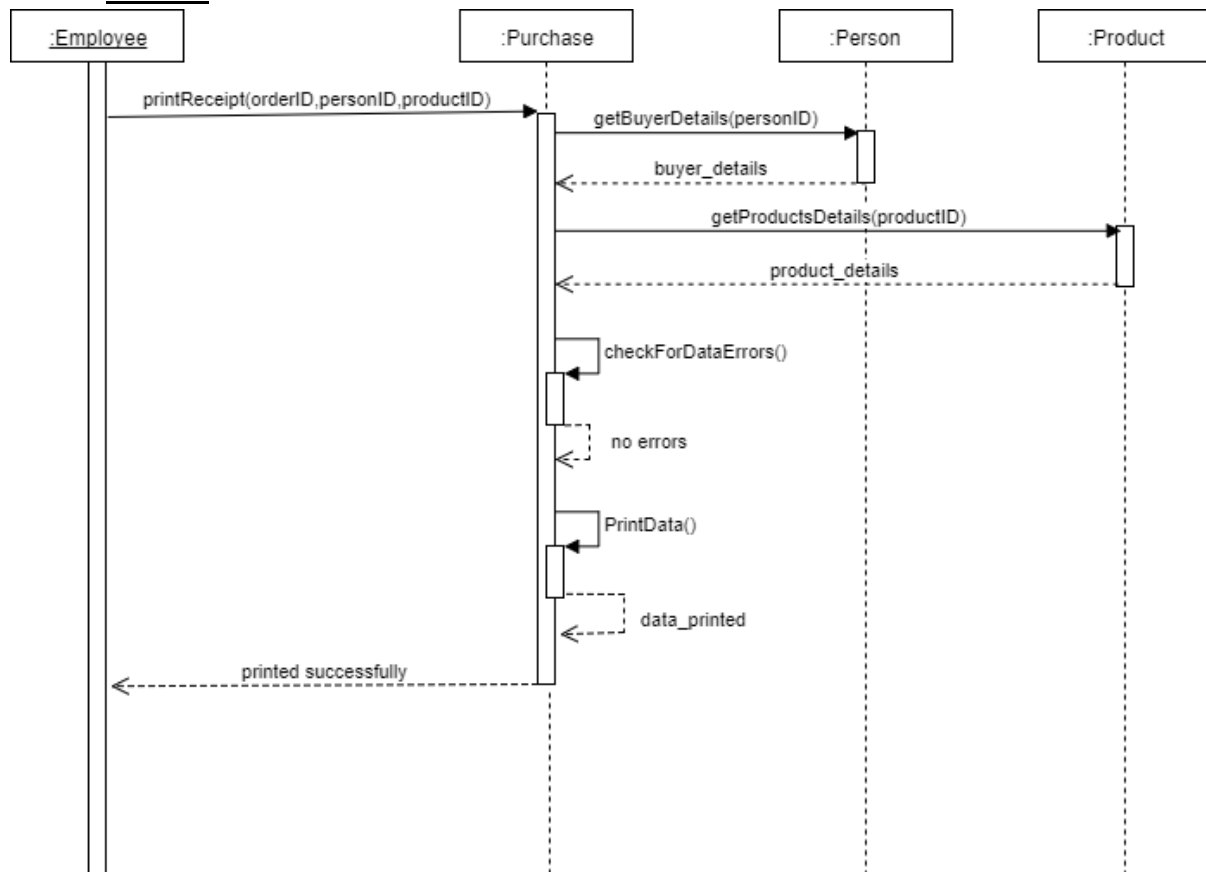 :Employee
:Purchase
:Person
:Product
printReceipt(orderID,personID,productID)
getBuyerDetails(personID)
buyer_details
getProductsDetails(productID)
product_details
checkForDataErrors()
no errors
PrintData()
data_printed
printed successfully